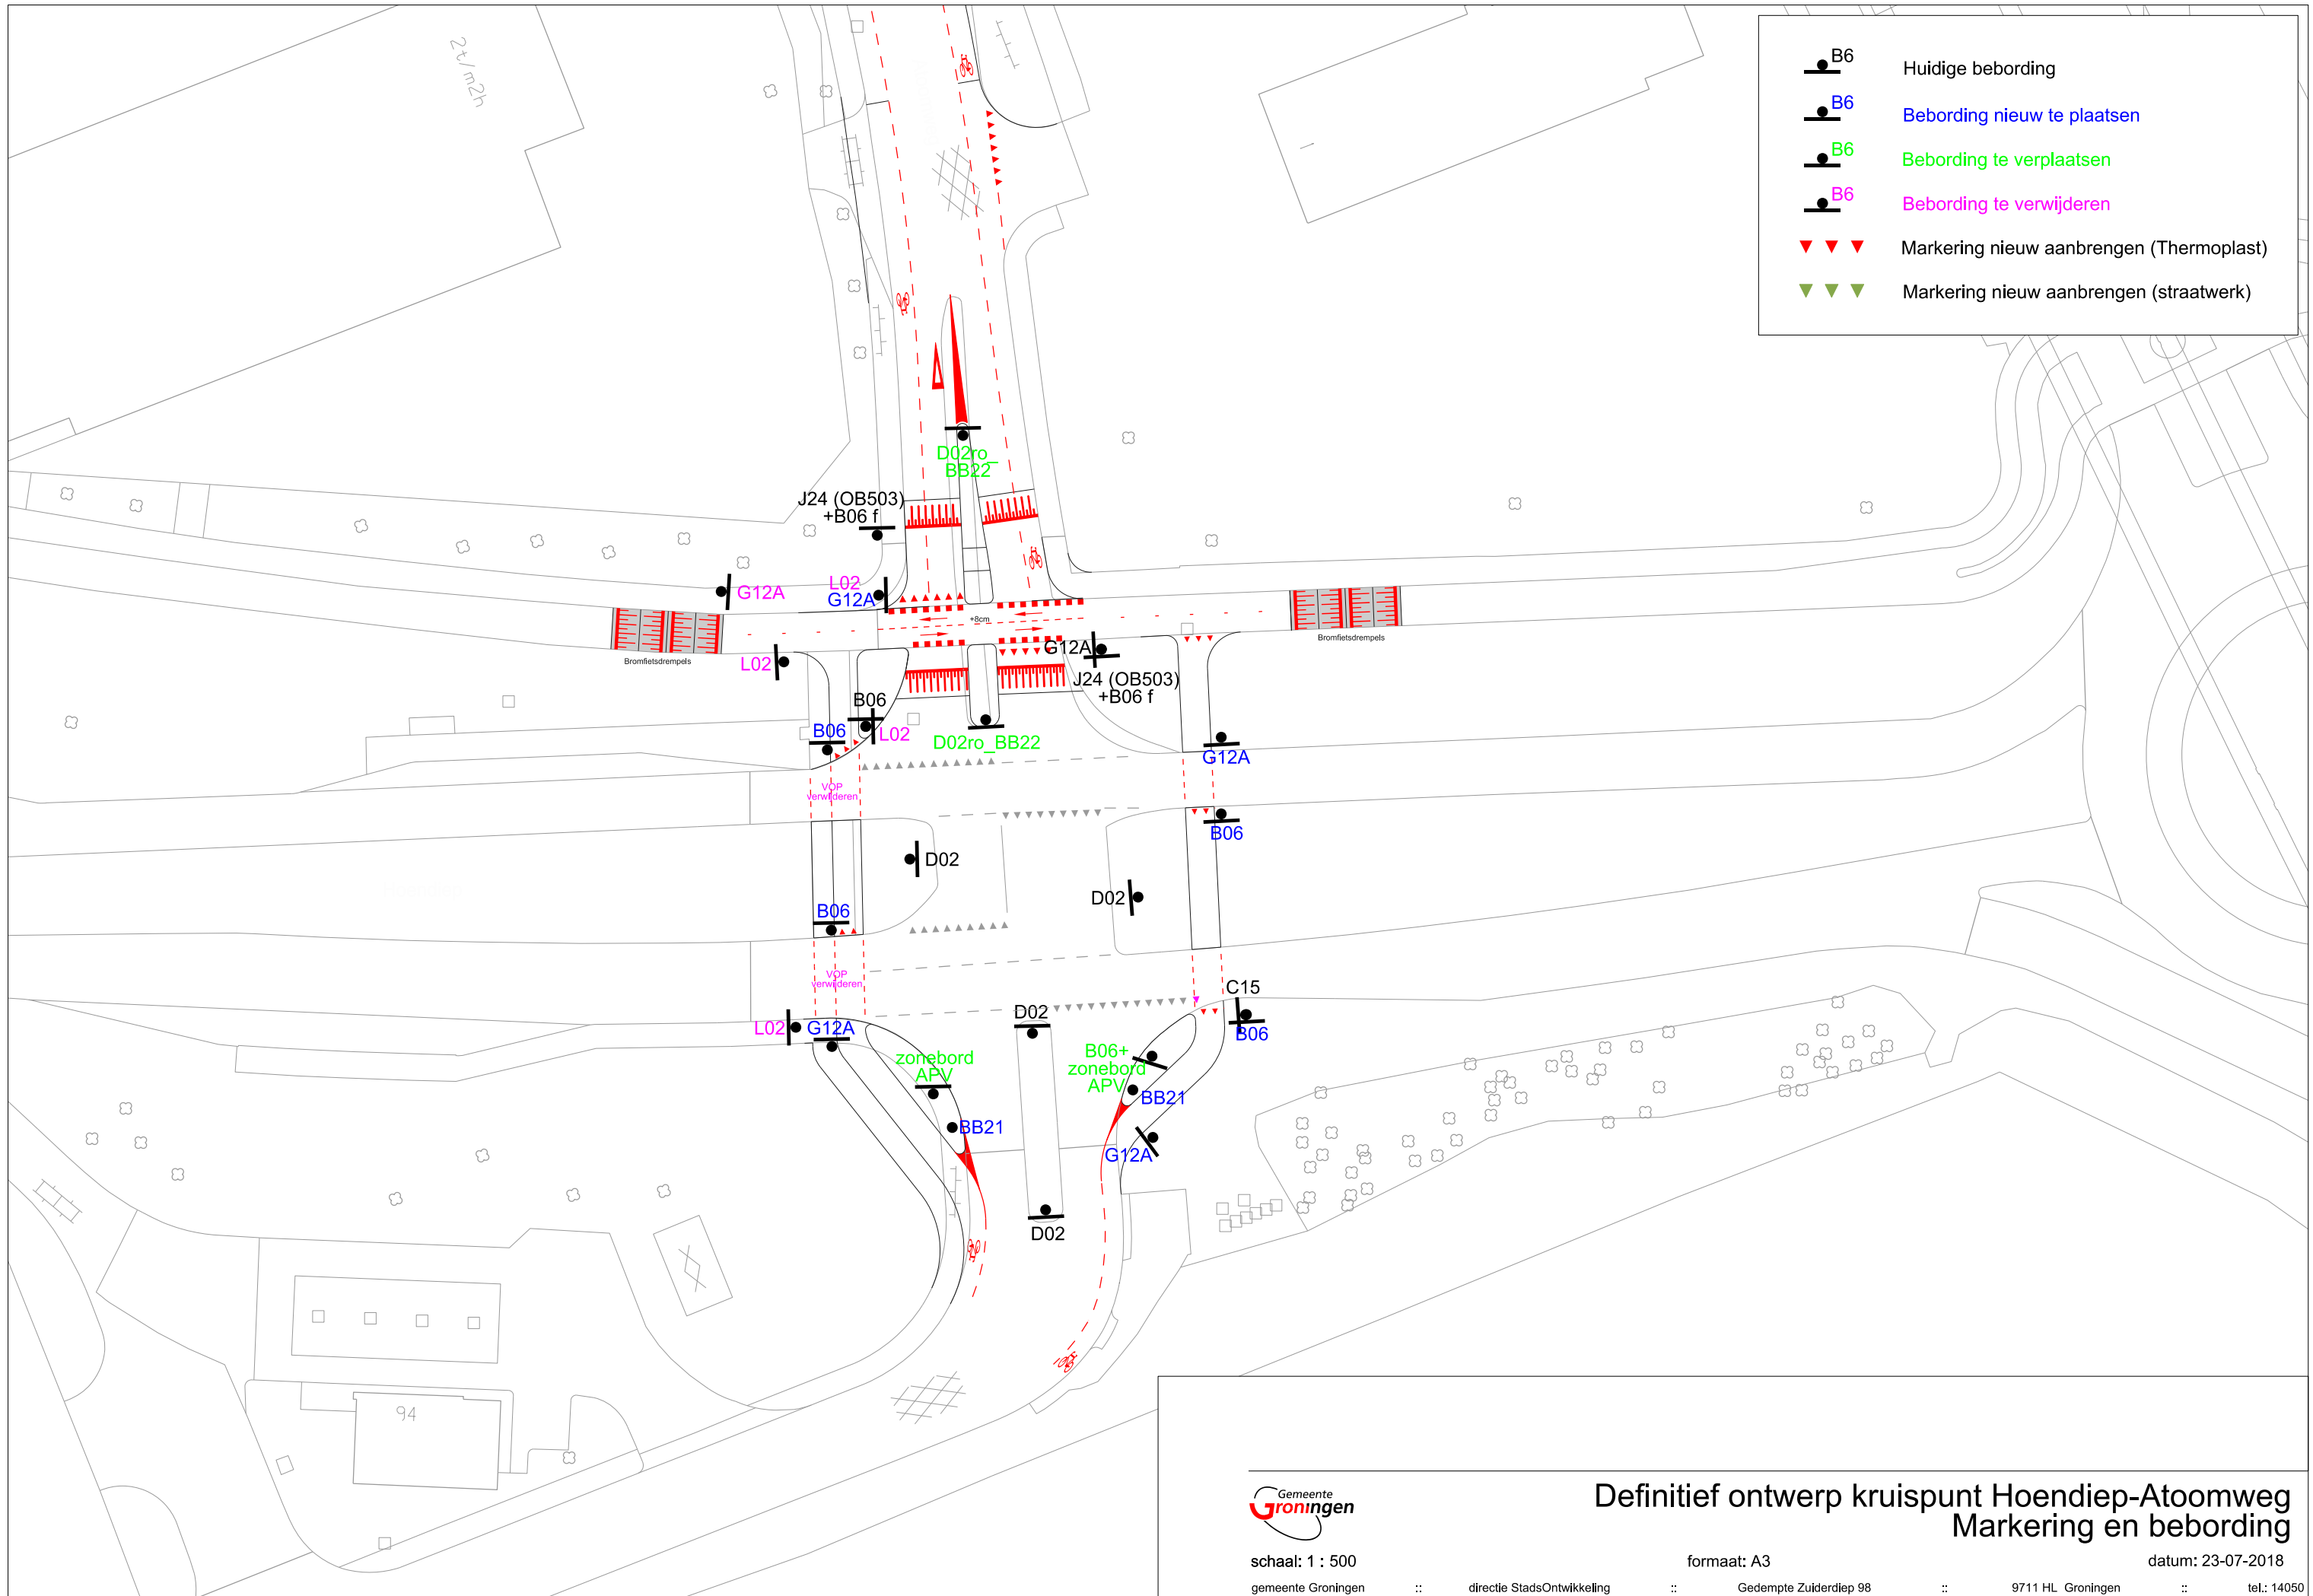 2t/m2h
B6
Huidige bebording
B6
Bebording nieuw te plaatsen
B6
Bebording te verplaatsen
B6
Bebording te verwijderen
Markering nieuw aanbrengen (Thermoplast)
Markering nieuw aanbrengen (straatwerk)
D02ro_
BB22
J24 (OB503)
+B06 f
G12A
L02
G12A
+8cm
Bromfietsdrempels
Bromfietsdrempels
L02
G12A
J24 (OB503)
+B06 f
B06
B06
L02
D02ro_BB22
G12A
VOP
verwijderen
B06
D02
D02
B06
VOP
verwijderen
C15
D02
L02
G12A
B06
zonebord
APV
B06+
zonebord
APV
BB21
BB21
G12A
D02
94
Gemeente
Groningen
Definitief ontwerp kruispunt Hoendiep-Atoomweg
Markering en bebording
schaal: 1 : 500
formaat: A3
datum: 23-07-2018
gemeente Groningen :: directie StadsOntwikkeling :: Gedempte Zuiderdiep 98 :: 9711 HL Groningen :: tel.: 14050